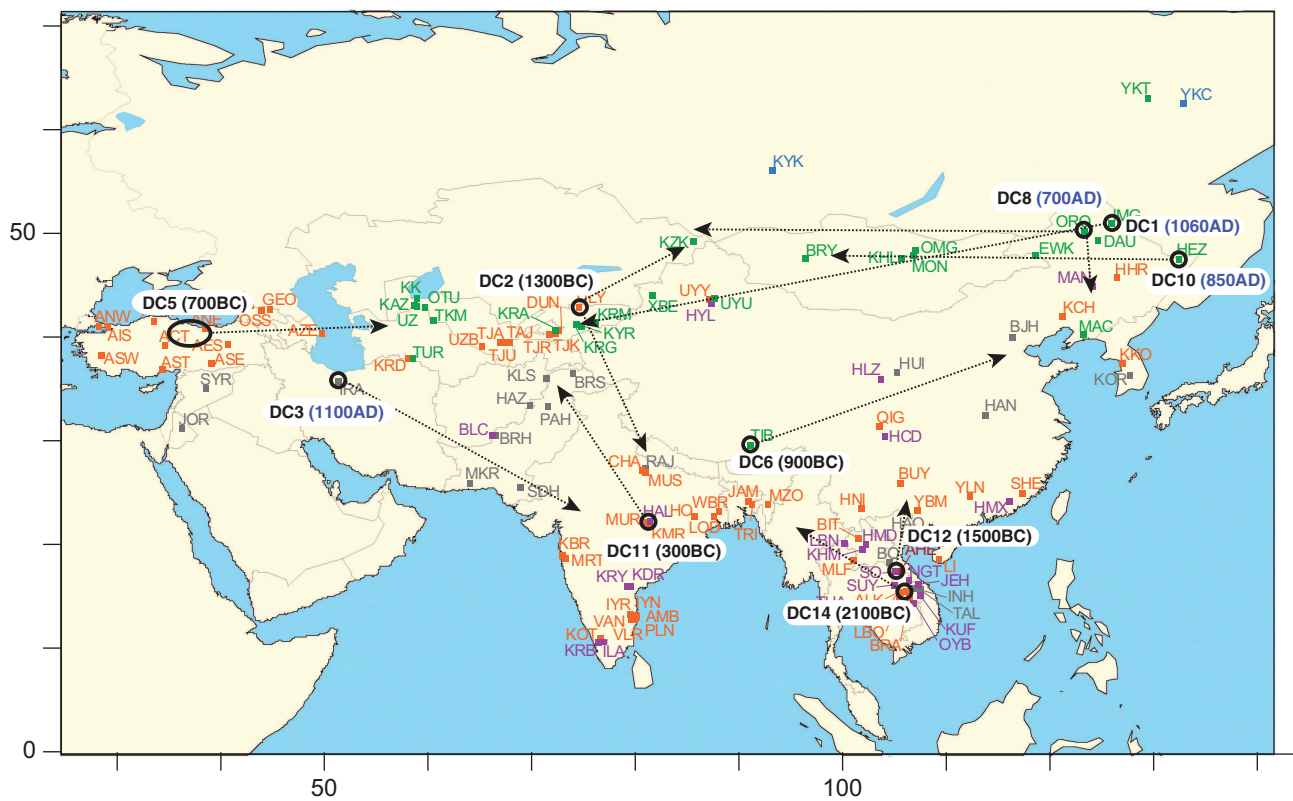 YKT
YKC
KYK
DC8 (700AD)
ORO
DC1 (1060AD)
50
KZK
BRY
KHL
OMG
MON
EWK
DAU
HEZ
MAN
HHR
DC10 (850AD)
DC2 (1300BC)
DC5 (700BC)
GEO
KK
KAZ
OTU
UZ
TKM
KRA
DUN
XBE
UYY
UYU
HYL
KRM
KYR
KRG
KCH
MAC
BJH
ANW
AIS
ACT
OSS
AZE
ASW
AST
AES
ASE
SYR
TUR
KRD
UZB
TJA
TAJ
TJU
TJR
TJK
KKO
KOR
KLS
BRS
HLZ
HUI
IRA
HAZ
PAH
JOR
DC3 (1100AD)
BLC
BRH
TIB
QIG
HCD
HAN
CHA
RAJ
MUS
DC6 (900BC)
MKR
SDH
BUY
YLN
SHE
HMX
JAM
MZO
WBR
HO
HAL
MUR
KMR
LOD
TRI
HNI
YBM
BIT
LBN
HMD
KHM
DC12 (1500BC)
DC11 (300BC)
KBR
MRT
MLF
LI
NGT
JEH
SUY
INH
TAL
KRY
KDR
DC14 (2100BC)
IYR
IYN
VAN
AMB
KOT
VLR
PLN
KRB
ILA
LBO
BRA
KUF
OYB
0
50
100